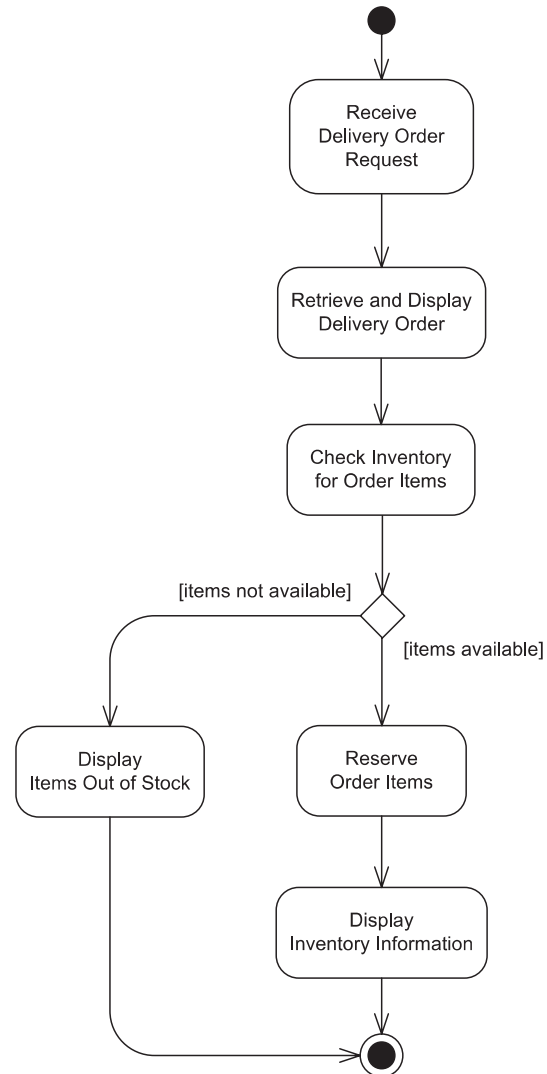 Receive
Delivery Order
Request
Retrieve and Display
Delivery Order
Check Inventory
for Order Items
[items not available]
[items available]
Display
Items Out of Stock
Reserve
Order Items
Display
Inventory Information